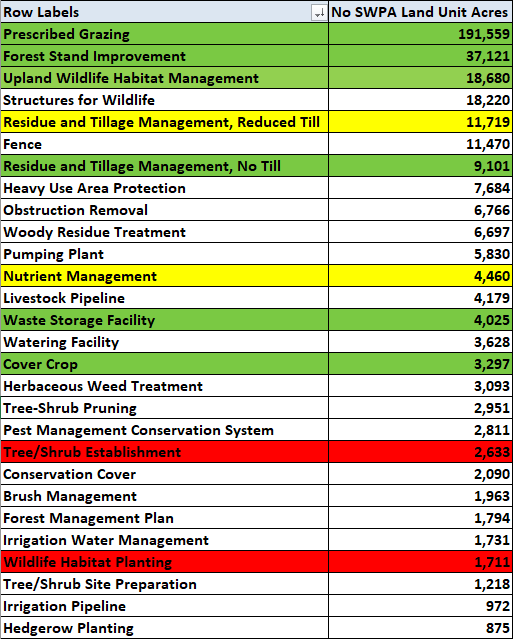 Row Labels No SWPA Land Unit Acres
Prescribed Grazing 191,559
Forest Stand Improvement 37,121
Upland Wildlife Habitat Management 18,680
Structures for Wildlife 18,220
Residue and Tillage Management, Reduced Till 11,719
Fence 11,470
Residue and Tillage Management, No Till 9,101
Heavy Use Area Protection 7,684
Obstruction Removal 6,766
Woody Residue Treatment 6,697
Pumping Plant 5,830
Nutrient Management 4,460
Livestock Pipeline 4,179
Waste Storage Facility 4,025
Watering Facility 3,628
Cover Crop 3,297
Herbaceous Weed Treatment 3,093
Tree-Shrub Pruning 2,951
Pest Management Conservation System 2,811
Tree/Shrub Establishment 2,633
Conservation Cover 2,090
Brush Management 1,963
Forest Management Plan 1,794
Irrigation Water Management 1,731
Wildlife Habitat Planting 1,711
Tree/Shrub Site Preparation 1,218
Irrigation Pipeline 972
Hedgerow Planting 875